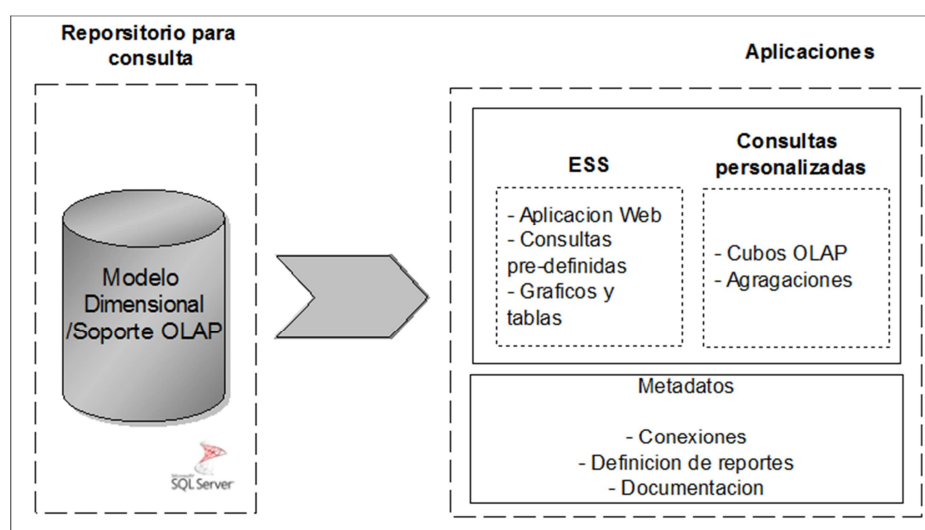 Reporsitorio para
consulta
Modelo
Dimensional
/Soporte OLAP
SQL Server
Aplicaciones
ESS
- Aplicacion Web
- Consultas
pre-definidas
- Graficos y
tablas
Consultas
personalizadas
- Cubos OLAP
- Agragaciones
Metadatos
- Conexiones
- Definicion de reportes
- Documentacion